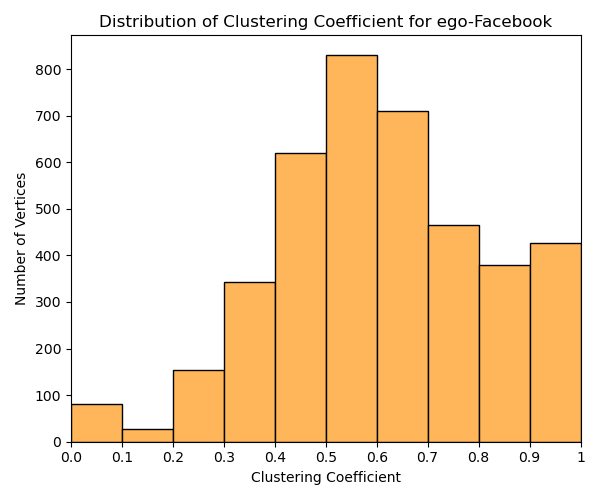 Distribution of Clustering Coefficient for ego-Facebook
Number of Vertices
800
700
600
500
400
300
200
100
0
0.0 0.1 0.2 0.3 0.4 0.5 0.6 0.7 0.8 0.9 1
Clustering Coefficient